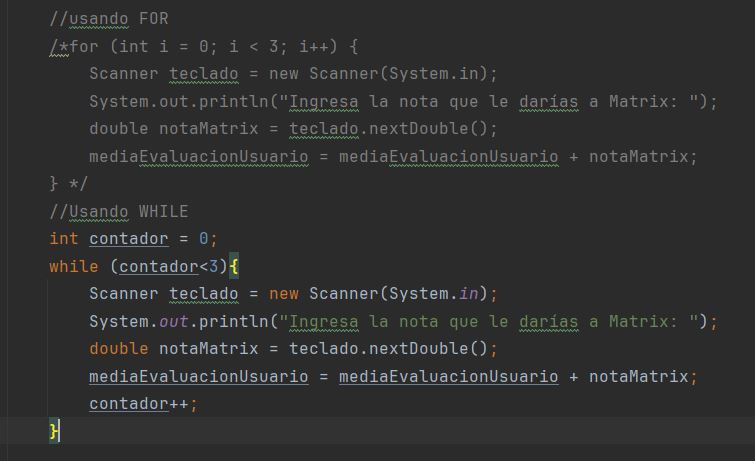 //usando FOR
/*for (int i = 0; i < 3; i++) {
    Scanner teclado = new Scanner(System.in);
    System.out.println("Ingresa la nota que le darías a Matrix: ");
    double notaMatrix = teclado.nextDouble();
    mediaEvaluacionUsuario = mediaEvaluacionUsuario + notaMatrix;
} */
//Usando WHILE
int contador = 0;
while (contador<3){
    Scanner teclado = new Scanner(System.in);
    System.out.println("Ingresa la nota que le darías a Matrix: ");
    double notaMatrix = teclado.nextDouble();
    mediaEvaluacionUsuario = mediaEvaluacionUsuario + notaMatrix;
    contador++;
}